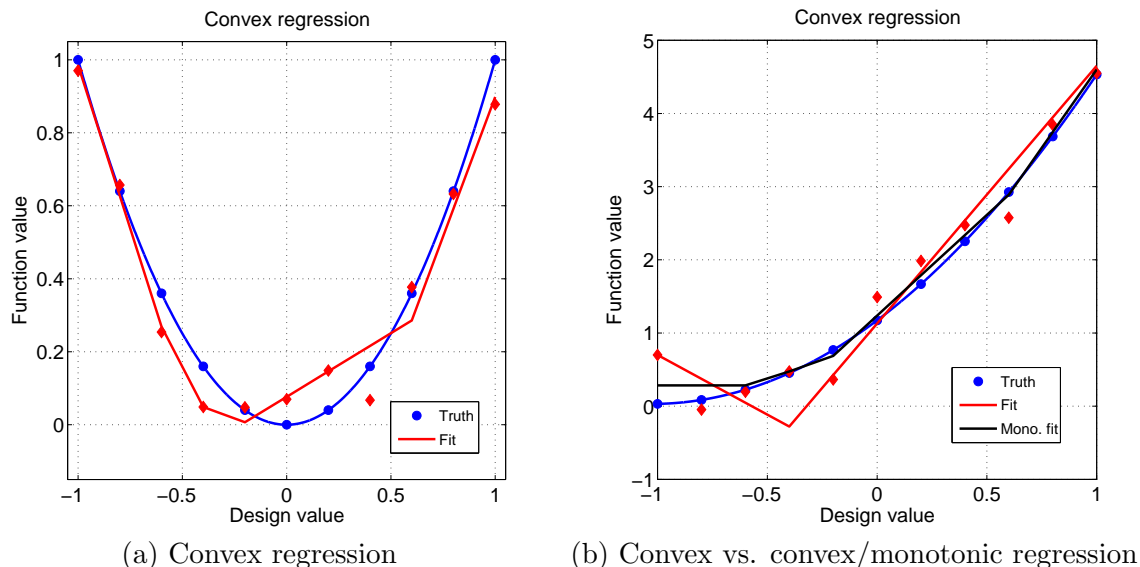 Convex regression
1
0.8
0.6
0.4
0.2
0
−1
−0.5
0
0.5
1
Function value
Design value
Truth
Fit
(a) Convex regression
Convex regression
5
4
3
2
1
0
−1
−1
−0.5
0
0.5
1
Function value
Design value
Truth
Fit
Mono. fit
(b) Convex vs. convex/monotonic regression